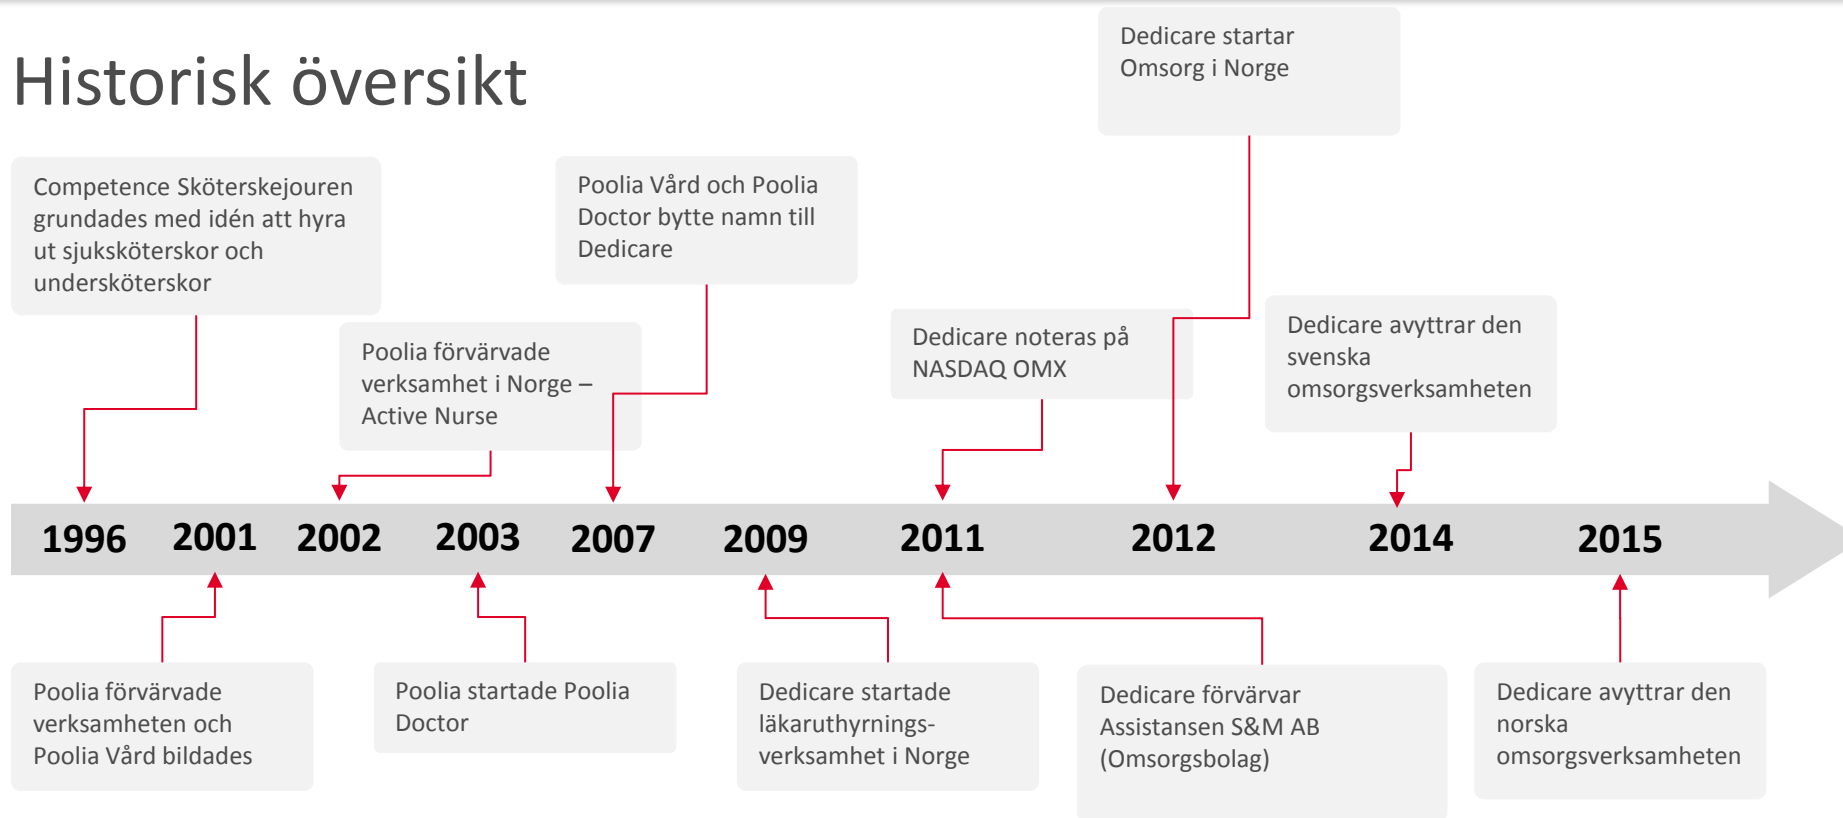 Historisk översikt
Dedicare startar
Omsorg i Norge
Competence Sköterskejouren
grundades med idén att hyra
ut sjuksköterskor och
undersköterskor
Poolia förvärvade
verksamhet i Norge –
Active Nurse
Poolia Vård och Poolia
Doctor bytte namn till
Dedicare
Dedicare noteras på
NASDAQ OMX
Dedicare avyttrar den
svenska
omsorgsverksamheten
1996 2001 2002 2003 2007 2009 2011 2012 2014 2015
Poolia förvärvade
verksamheten och
Poolia Vård bildades
Poolia startade Poolia
Doctor
Dedicare startade
läkaruthyrnings-
verksamhet i Norge
Dedicare förvärvar
Assistansen S&M AB
(Omsorgsbolag)
Dedicare avyttrar den
norska
omsorgsverksamheten